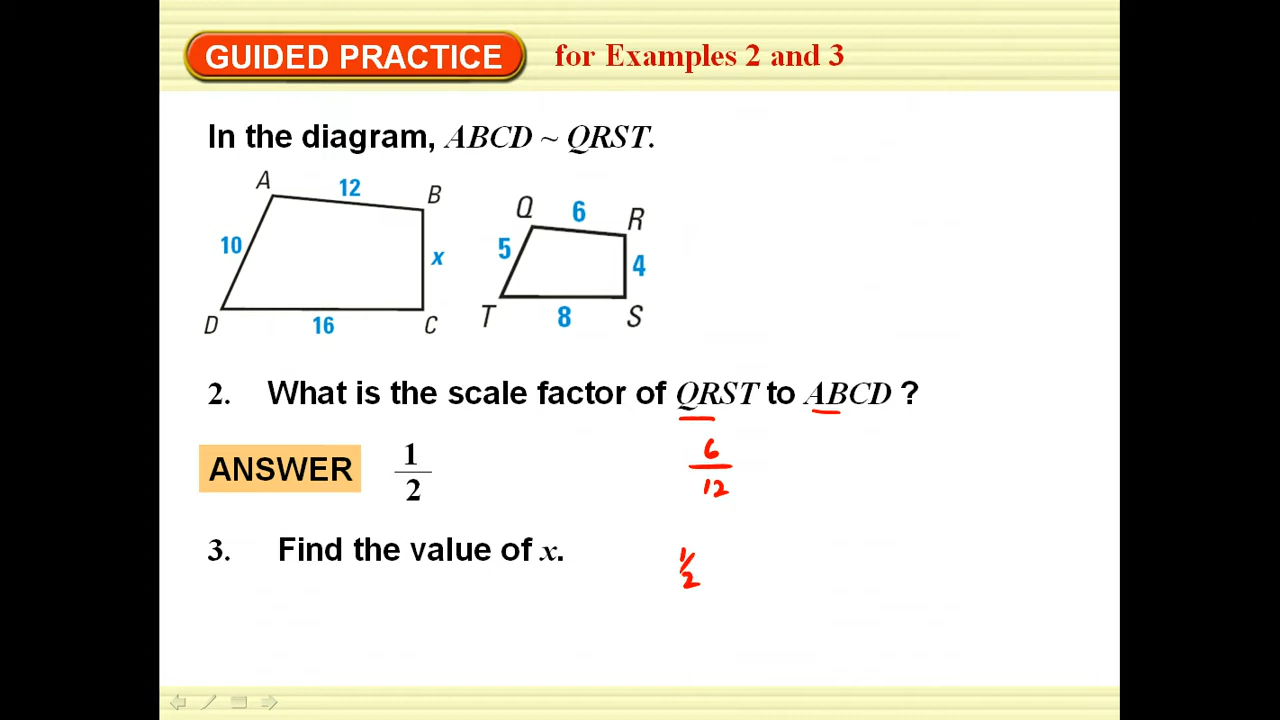 GUIDED PRACTICE for Examples 2 and 3
In the diagram, ABCD ~ QRST.
A 12 B
10 x
D 16 C
Q 6 R
5 4
T 8 S
2. What is the scale factor of QRST to ABCD ?
ANSWER 1/2
6/12
3. Find the value of x.
1/2